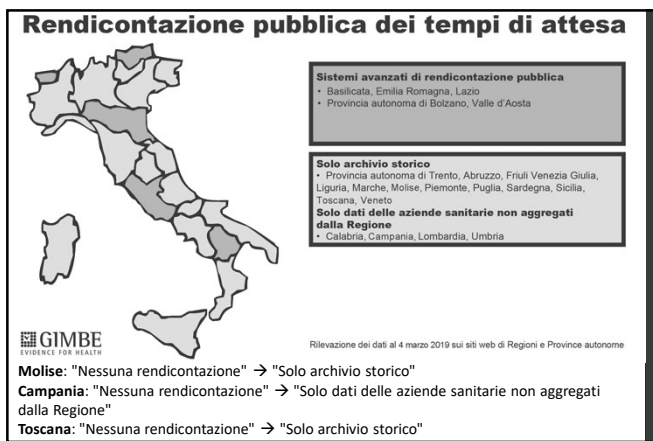 Rendicontazione pubblica dei tempi di attesa
Sistemi avanzati di rendicontazione pubblica
• Basilicata, Emilia Romagna, Lazio
• Provincia autonoma di Bolzano, Valle d'Aosta
Solo archivio storico
• Provincia autonoma di Trento, Abruzzo, Friuli Venezia Giulia,
Liguria, Marche, Molise, Piemonte, Puglia, Sardegna, Sicilia,
Toscana, Veneto
Solo dati delle aziende sanitarie non aggregati
dalla Regione
• Calabria, Campania, Lombardia, Umbria
GIMBE
EVIDENCE FOR HEALTH
Rilevazione dei dati al 4 marzo 2019 sui siti web di Regioni e Province autonome
Molise: "Nessuna rendicontazione" → "Solo archivio storico"
Campania: "Nessuna rendicontazione" → "Solo dati delle aziende sanitarie non aggregati
dalla Regione"
Toscana: "Nessuna rendicontazione" → "Solo archivio storico"